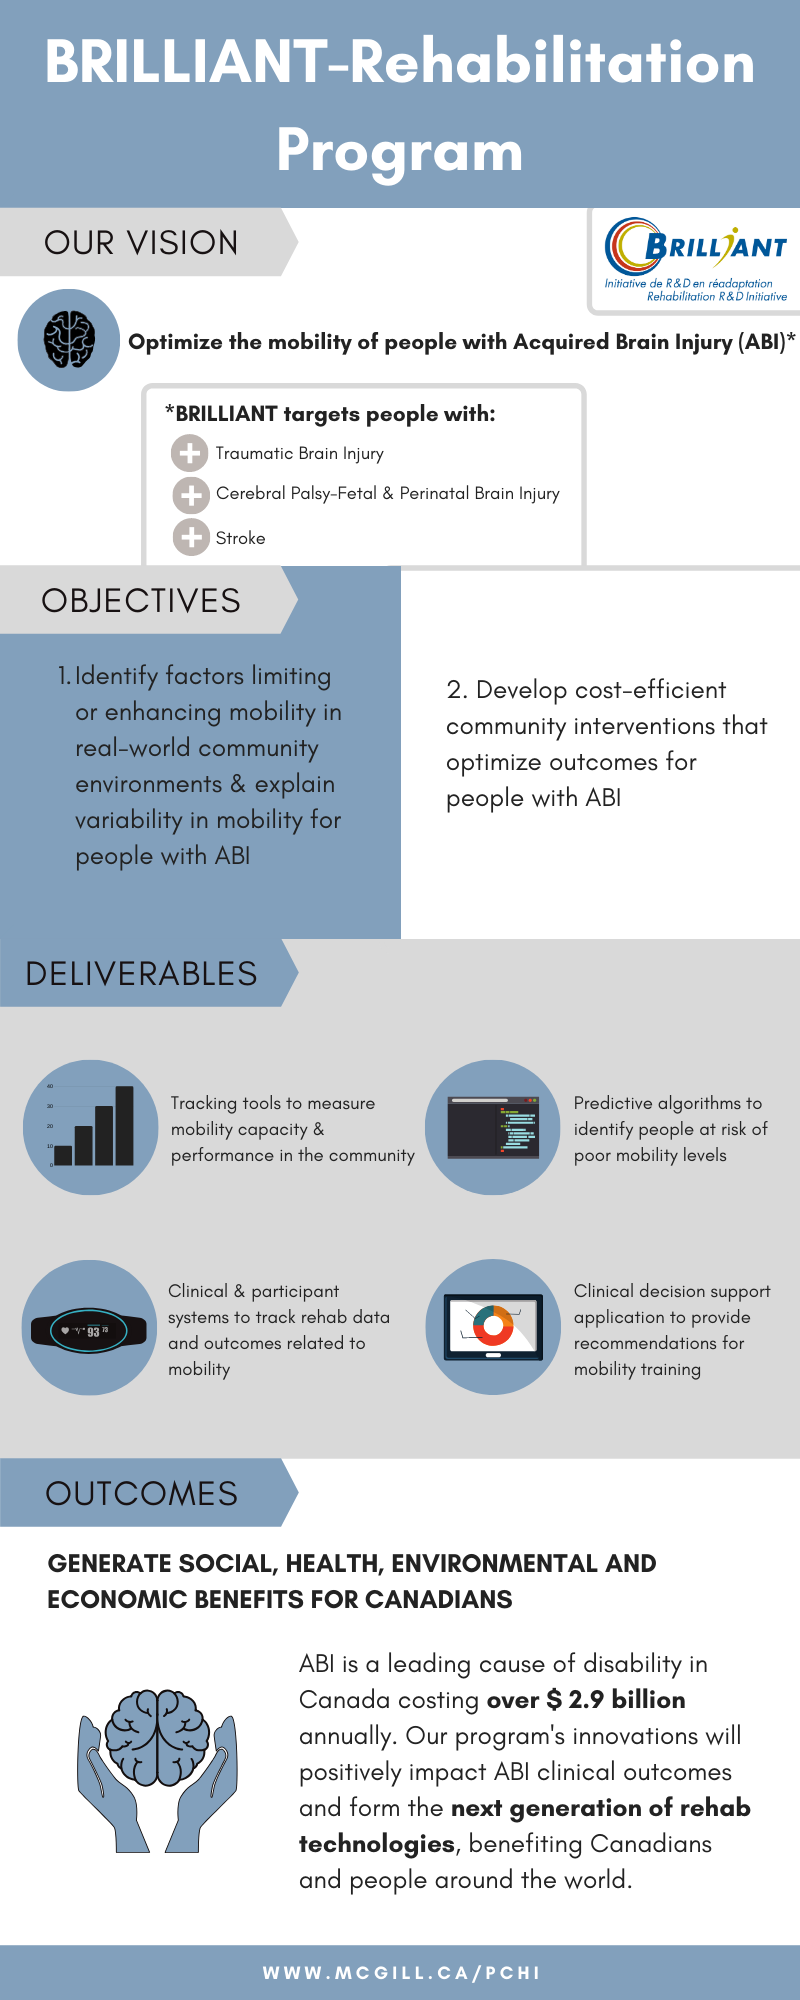 BRILLIANT-Rehabilitation
Program
OUR VISION
BRILLIANT
Initiative de R&D en réadaptation
Rehabilitation R&D Initiative
Optimize the mobility of people with Acquired Brain Injury (ABI)*
*BRILLIANT targets people with:
Traumatic Brain Injury
Cerebral Palsy-Fetal & Perinatal Brain Injury
Stroke
OBJECTIVES
1. Identify factors limiting
or enhancing mobility in
real-world community
environments & explain
variability in mobility for
people with ABI
2. Develop cost-efficient
community interventions that
optimize outcomes for
people with ABI
DELIVERABLES
40
30
20
10
0
Tracking tools to measure
mobility capacity &
performance in the community
Predictive algorithms to
identify people at risk of
poor mobility levels
93 73
Clinical & participant
systems to track rehab data
and outcomes related to
mobility
Clinical decision support
application to provide
recommendations for
mobility training
OUTCOMES
GENERATE SOCIAL, HEALTH, ENVIRONMENTAL AND
ECONOMIC BENEFITS FOR CANADIANS
ABI is a leading cause of disability in
Canada costing over $ 2.9 billion
annually. Our program's innovations will
positively impact ABI clinical outcomes
and form the next generation of rehab
technologies, benefiting Canadians
and people around the world.
WWW.MCGILL.CA/PCHI